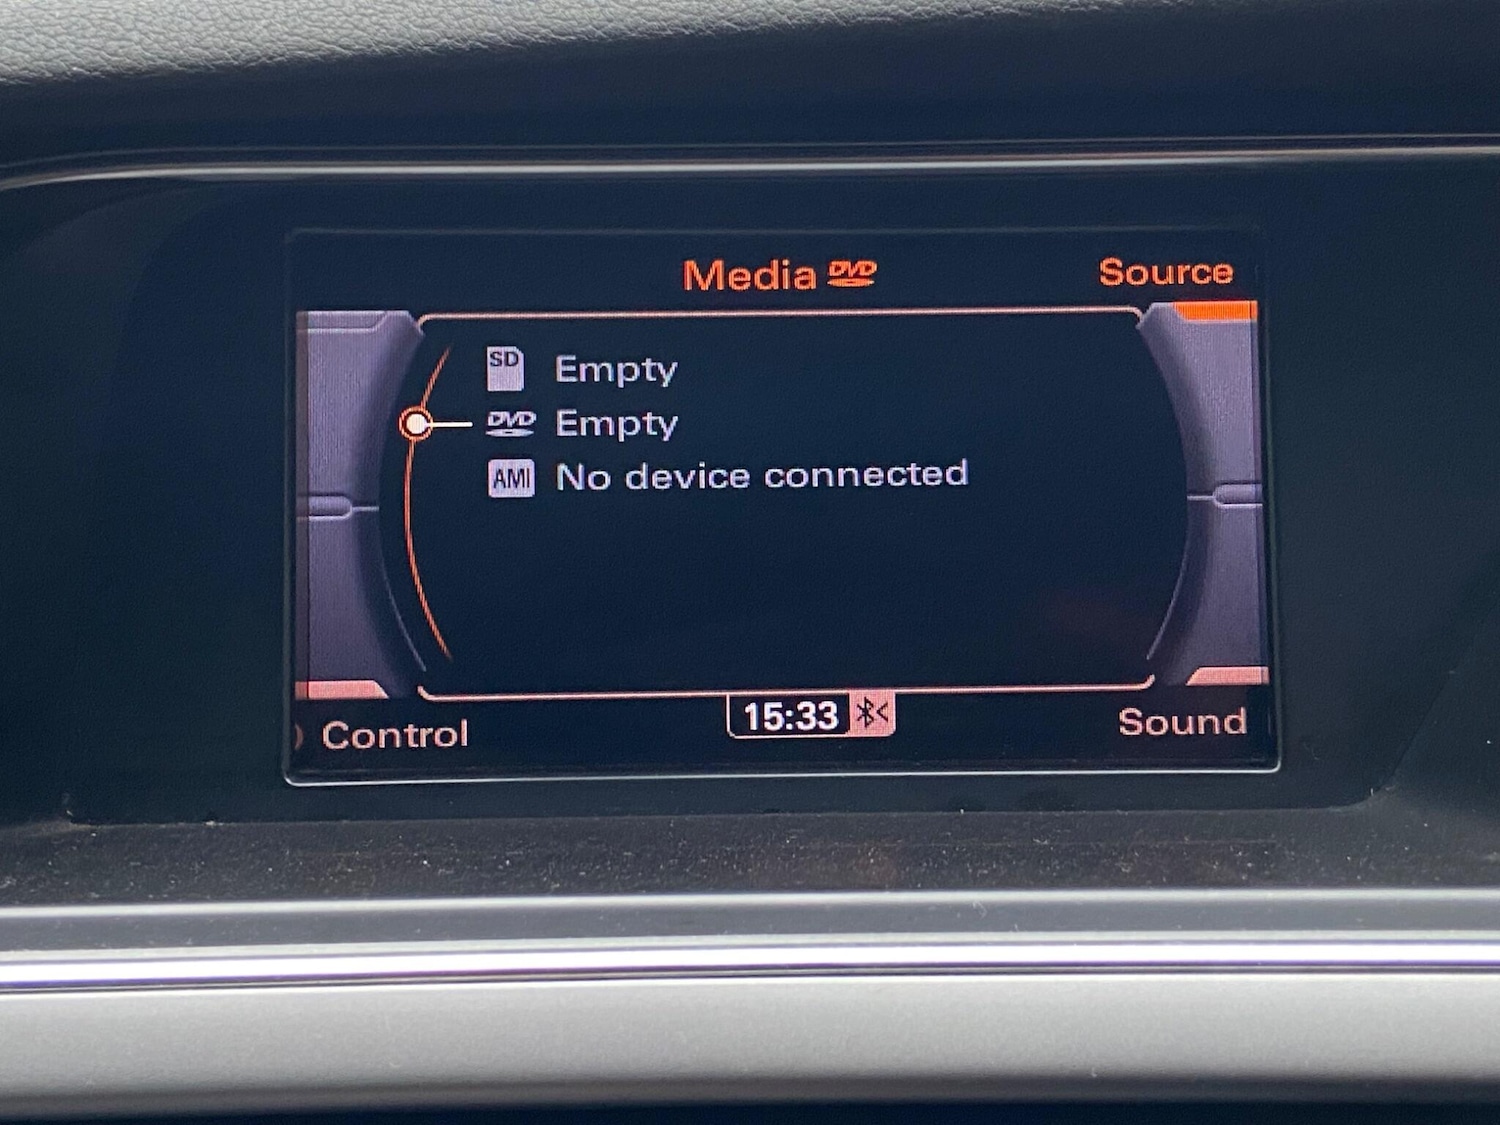 Media DVD Source
SD Empty
DVD Empty
AMI No device connected
Control 15:33 Sound